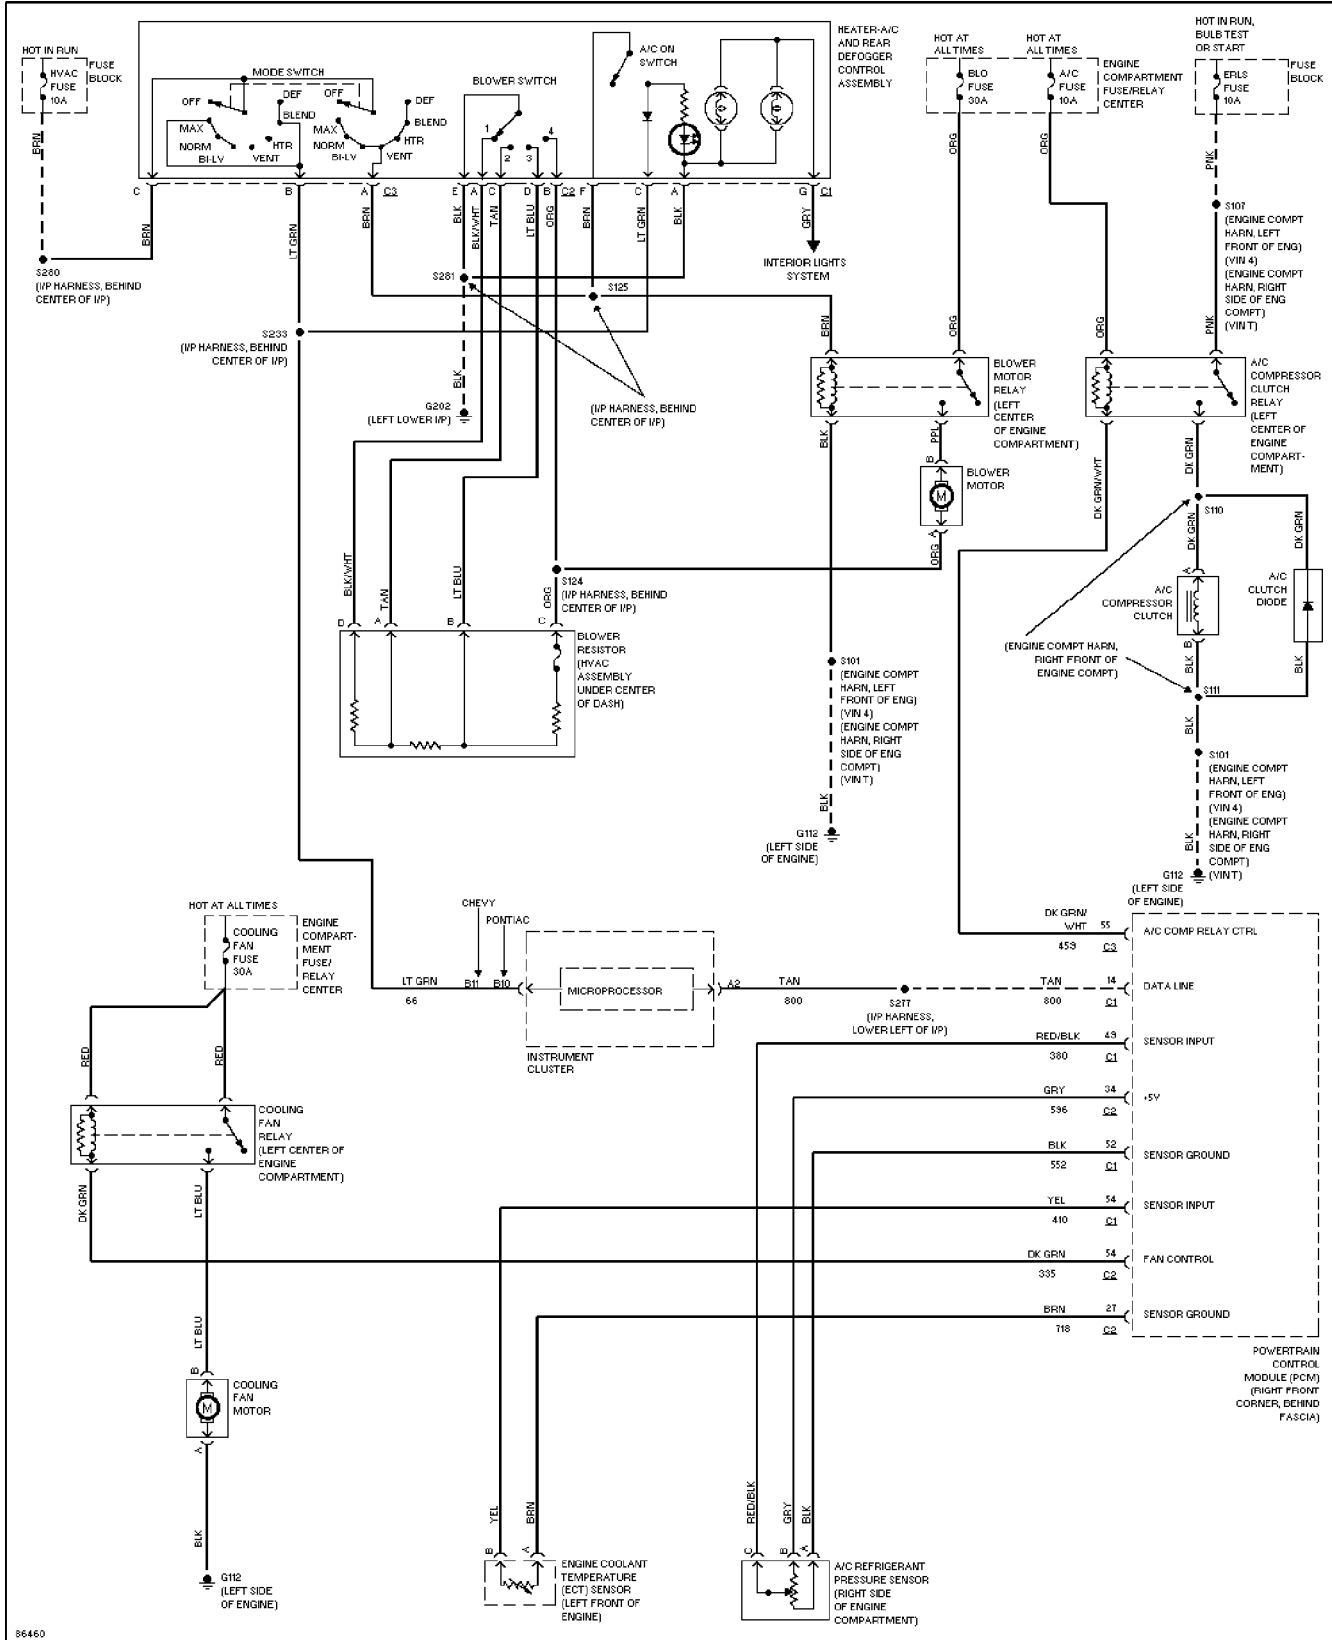 HOT IN RUN
HVAC
FUSE
10A
FUSE
BLOCK
BRN
S280
(I/P HARNESS, BEHIND
CENTER OF I/P)
MODE SWITCH
OFF
DEF
BLEND
MAX
NORM
BI-LV
VENT
HTR
OFF
DEF
BLEND
MAX
NORM
BI-LV
HTR
VENT
BLOWER SWITCH
1
2
3
4
A/C ON
SWITCH
HEATER-A/C
AND REAR
DEFOGGER
CONTROL
ASSEMBLY
C
B
A
C3
E
A
C
D
B
C2
F
C
A
G
C1
BRN
LT GRN
BRN
BLK
BLK/WHT
TAN
LT BLU
ORG
BRN
LT GRN
BLK
GRY
INTERIOR LIGHTS
SYSTEM
S281
S125
S233
(I/P HARNESS, BEHIND
CENTER OF I/P)
BLK
G202
(LEFT LOWER I/P)
(I/P HARNESS, BEHIND
CENTER OF I/P)
HOT AT
ALL TIMES
HOT AT
ALL TIMES
BLO
FUSE
30A
A/C
FUSE
10A
ENGINE
COMPARTMENT
FUSE/RELAY
CENTER
HOT IN RUN,
BULB TEST
OR START
ERLS
FUSE
10A
FUSE
BLOCK
ORG
ORG
PNK
S107
(ENGINE COMPT
HARN, LEFT
FRONT OF ENG)
(VIN 4)
(ENGINE COMPT
HARN, RIGHT
SIDE OF ENG
COMPT)
(VIN T)
BRN
ORG
ORG
PNK
BLOWER
MOTOR
RELAY
(LEFT
CENTER
OF ENGINE
COMPARTMENT)
A/C
COMPRESSOR
CLUTCH
RELAY
(LEFT
CENTER OF
ENGINE
COMPART-
MENT)
BLK
PPL
B
M
BLOWER
MOTOR
A
ORG
DK GRN/WHT
DK GRN
S110
DK GRN
DK GRN
A
A/C
COMPRESSOR
CLUTCH
A/C
CLUTCH
DIODE
B
BLK
BLK
(ENGINE COMPT HARN,
RIGHT FRONT OF
ENGINE COMPT)
S111
BLK
S101
(ENGINE COMPT
HARN, LEFT
FRONT OF ENG)
(VIN 4)
(ENGINE COMPT
HARN, RIGHT
SIDE OF ENG
COMPT)
(VIN T)
BLK
G112
(LEFT SIDE
OF ENGINE)
BLK/WHT
TAN
LT BLU
ORG
S124
(I/P HARNESS, BEHIND
CENTER OF I/P)
D
A
B
C
BLOWER
RESISTOR
(HVAC
ASSEMBLY
UNDER CENTER
OF DASH)
S101
(ENGINE COMPT
HARN, LEFT
FRONT OF ENG)
(VIN 4)
(ENGINE COMPT
HARN, RIGHT
SIDE OF ENG
COMPT)
(VIN T)
BLK
G112
(LEFT SIDE
OF ENGINE)
HOT AT ALL TIMES
COOLING
FAN
FUSE
30A
ENGINE
COMPART-
MENT
FUSE/
RELAY
CENTER
RED
RED
COOLING
FAN
RELAY
(LEFT CENTER OF
ENGINE
COMPARTMENT)
DK GRN
LT BLU
LT BLU
B
M
COOLING
FAN
MOTOR
A
BLK
G112
(LEFT SIDE
OF ENGINE)
CHEVY
PONTIAC
LT GRN
66
B11
B10
MICROPROCESSOR
INSTRUMENT
CLUSTER
A2
TAN
800
S277
(I/P HARNESS,
LOWER LEFT OF I/P)
DK GRN/
WHT 55
459 C3
A/C COMP RELAY CTRL
TAN 14
800 C1
DATA LINE
RED/BLK 49
380 C1
SENSOR INPUT
GRY 34
596 C2
+5V
BLK 52
552 C1
SENSOR GROUND
YEL 54
410 C1
SENSOR INPUT
DK GRN 54
335 C2
FAN CONTROL
BRN 27
718 C2
SENSOR GROUND
POWERTRAIN
CONTROL
MODULE (PCM)
(RIGHT FRONT
CORNER, BEHIND
FASCIA)
YEL
BRN
B
A
ENGINE COOLANT
TEMPERATURE
(ECT) SENSOR
(LEFT FRONT OF
ENGINE)
RED/BLK
GRY
BLK
C
B
A
A/C REFRIGERANT
PRESSURE SENSOR
(RIGHT SIDE
OF ENGINE
COMPARTMENT)
86460